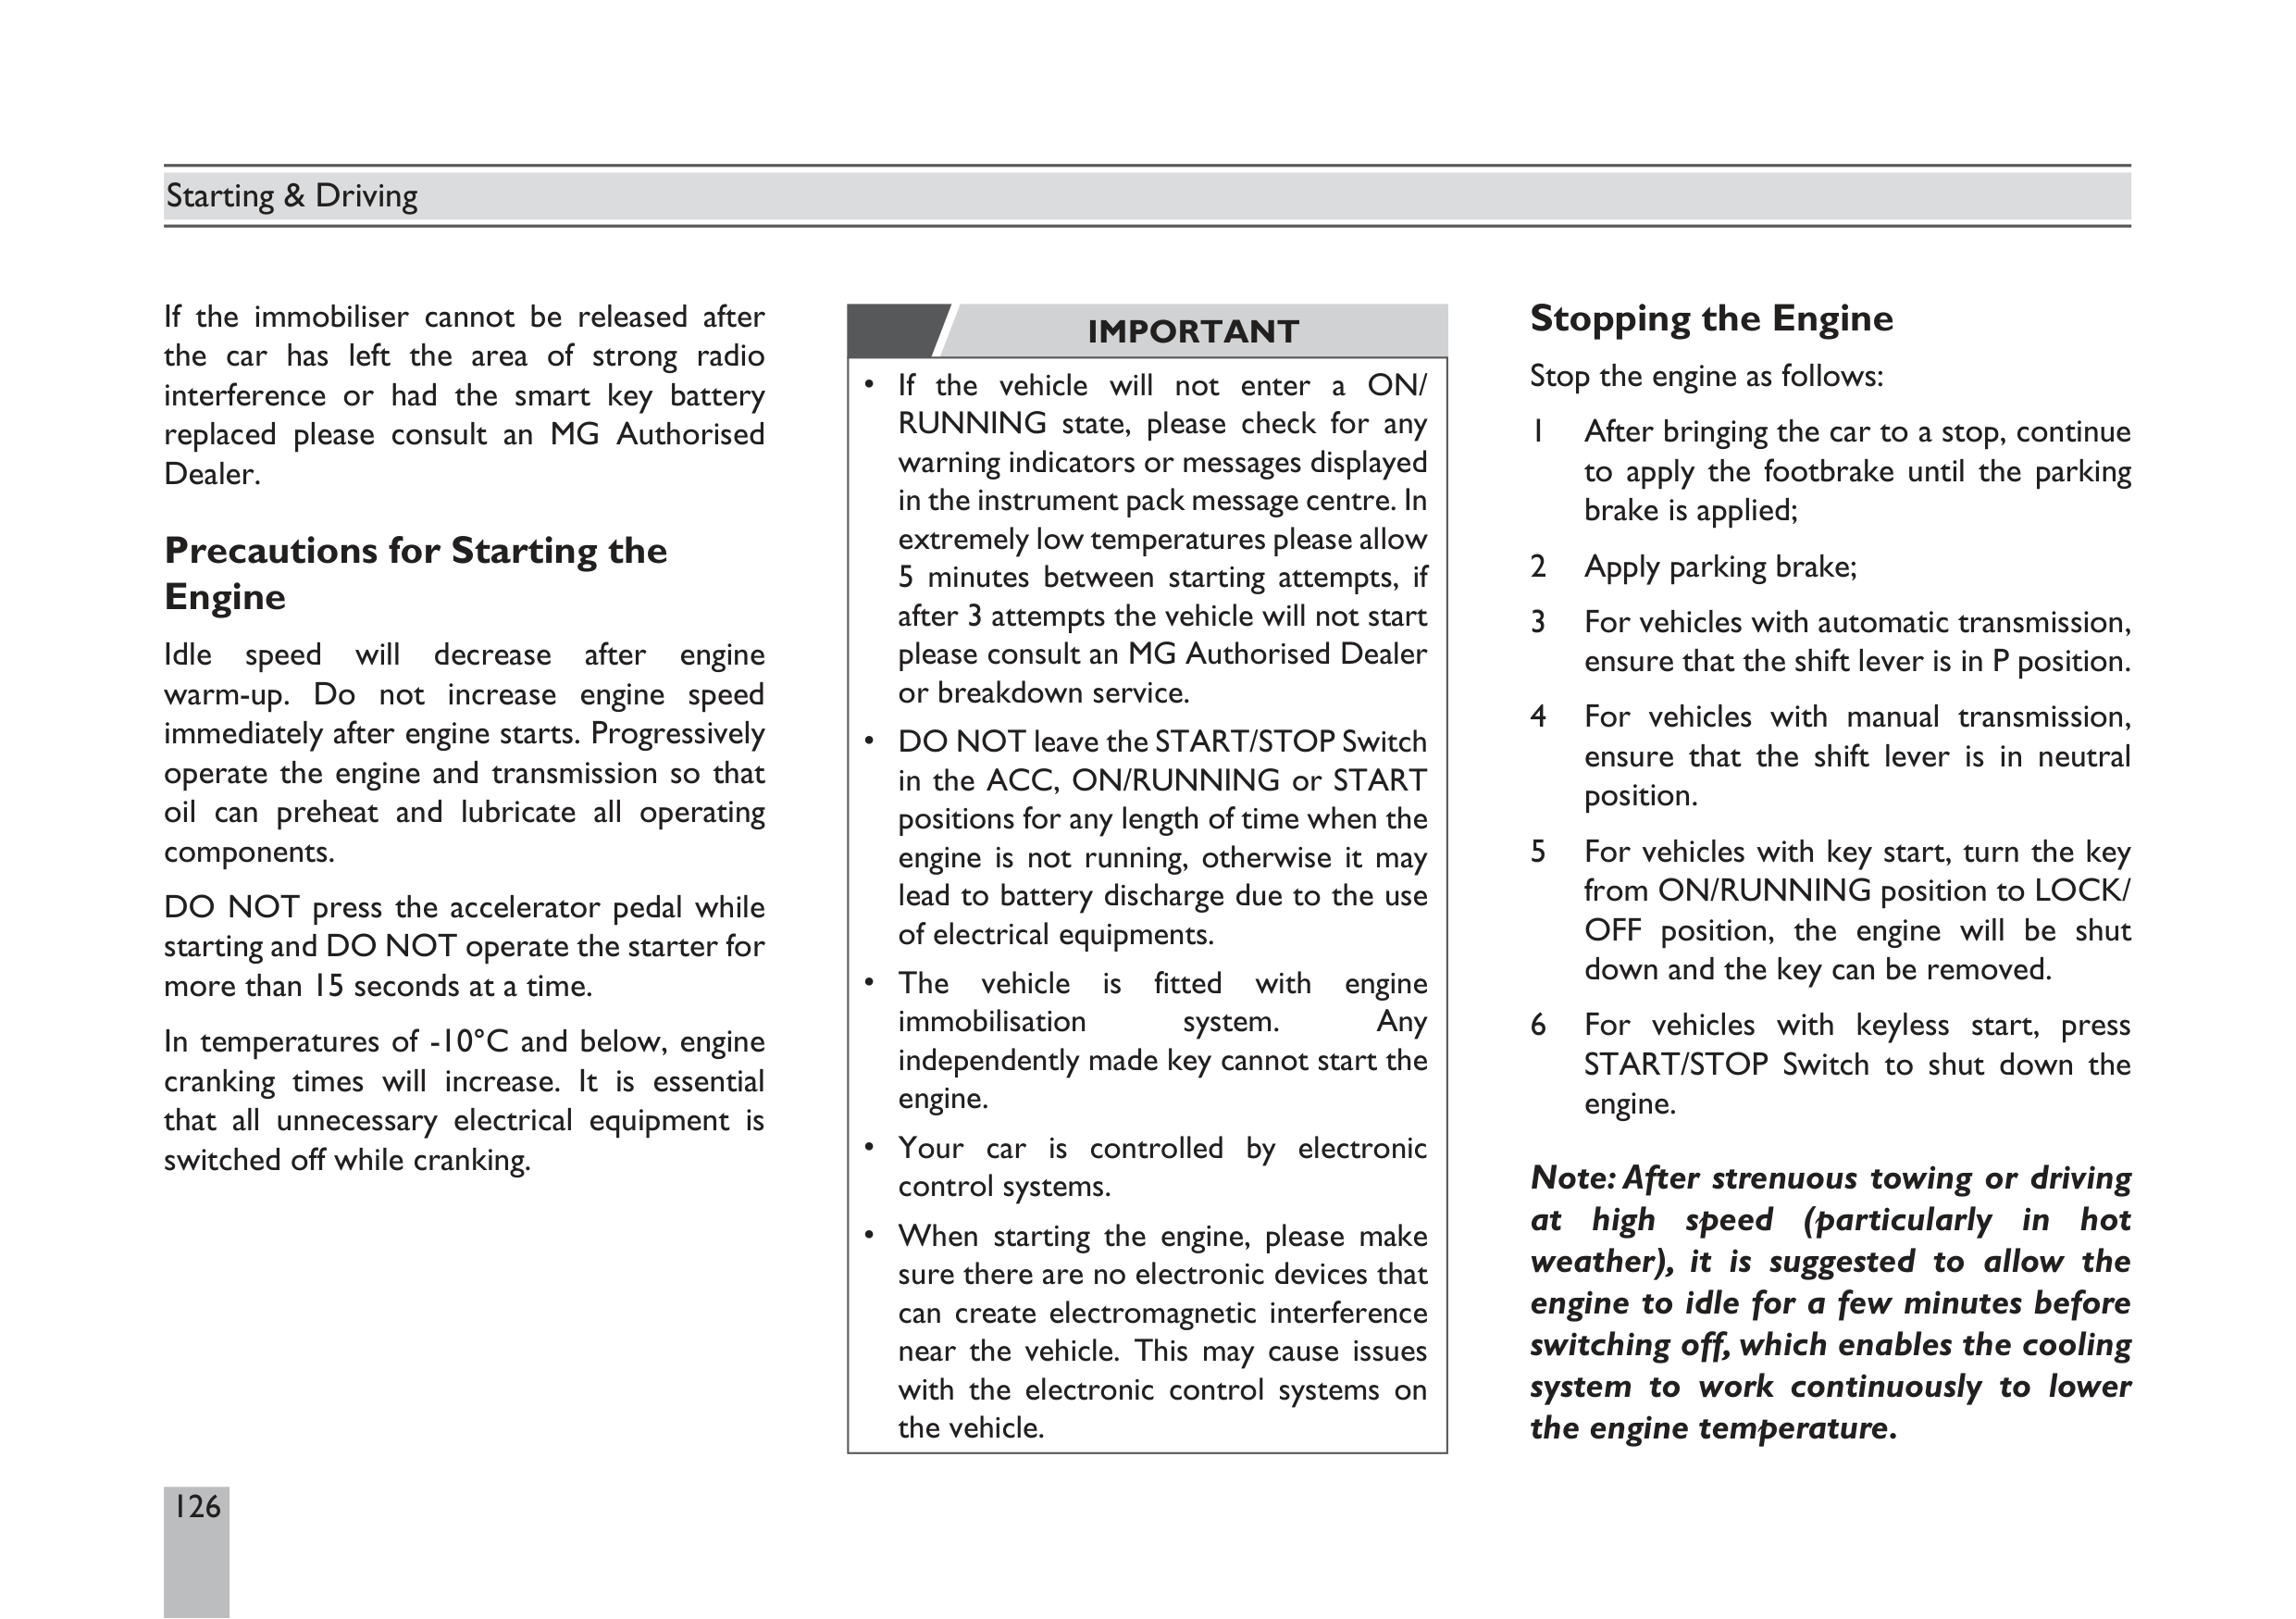 Starting & Driving
If the immobiliser cannot be released after
the car has left the area of strong radio
interference or had the smart key battery
replaced please consult an MG Authorised
Dealer.
Precautions for Starting the
Engine
Idle speed will decrease after engine
warm-up. Do not increase engine speed
immediately after engine starts. Progressively
operate the engine and transmission so that
oil can preheat and lubricate all operating
components.
DO NOT press the accelerator pedal while
starting and DO NOT operate the starter for
more than 15 seconds at a time.
In temperatures of -10°C and below, engine
cranking times will increase. It is essential
that all unnecessary electrical equipment is
switched off while cranking.
IMPORTANT
• If the vehicle will not enter a ON/
RUNNING state, please check for any
warning indicators or messages displayed
in the instrument pack message centre. In
extremely low temperatures please allow
5 minutes between starting attempts, if
after 3 attempts the vehicle will not start
please consult an MG Authorised Dealer
or breakdown service.
• DO NOT leave the START/STOP Switch
in the ACC, ON/RUNNING or START
positions for any length of time when the
engine is not running, otherwise it may
lead to battery discharge due to the use
of electrical equipments.
• The vehicle is fitted with engine
immobilisation system. Any
independently made key cannot start the
engine.
• Your car is controlled by electronic
control systems.
• When starting the engine, please make
sure there are no electronic devices that
can create electromagnetic interference
near the vehicle. This may cause issues
with the electronic control systems on
the vehicle.
Stopping the Engine
Stop the engine as follows:
1 After bringing the car to a stop, continue
to apply the footbrake until the parking
brake is applied;
2 Apply parking brake;
3 For vehicles with automatic transmission,
ensure that the shift lever is in P position.
4 For vehicles with manual transmission,
ensure that the shift lever is in neutral
position.
5 For vehicles with key start, turn the key
from ON/RUNNING position to LOCK/
OFF position, the engine will be shut
down and the key can be removed.
6 For vehicles with keyless start, press
START/STOP Switch to shut down the
engine.
Note: After strenuous towing or driving
at high speed (particularly in hot
weather), it is suggested to allow the
engine to idle for a few minutes before
switching off, which enables the cooling
system to work continuously to lower
the engine temperature.
126